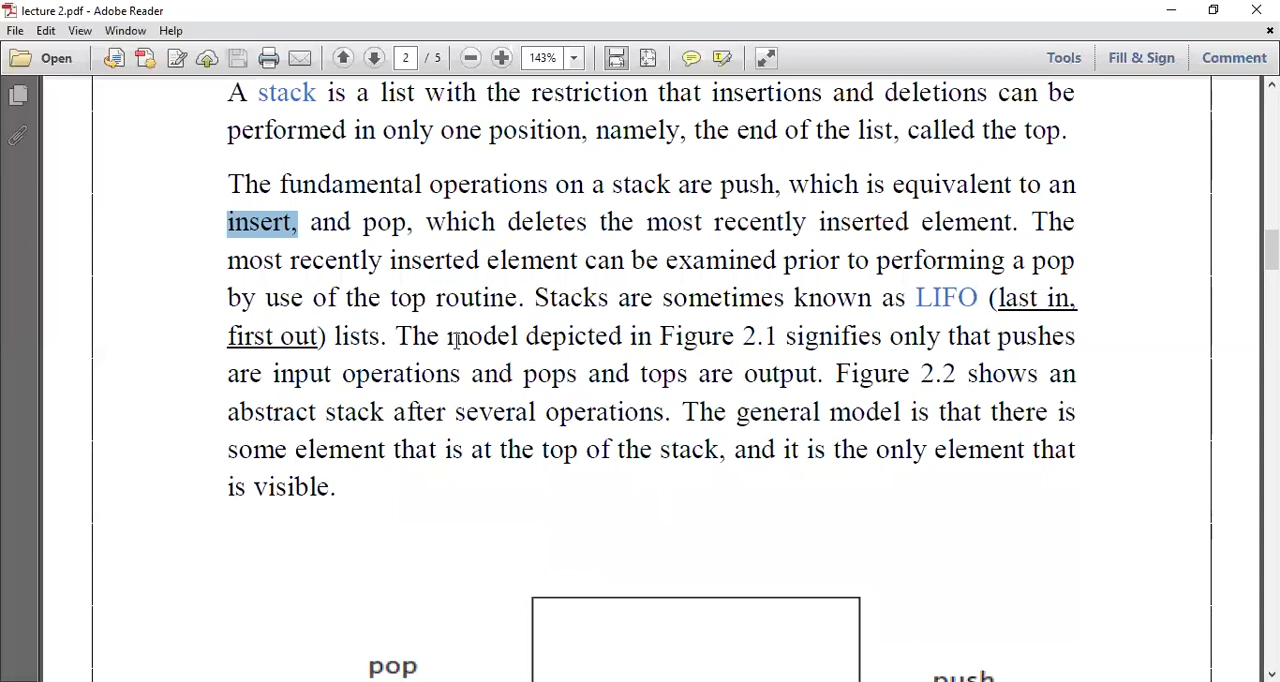 lecture 2.pdf - Adobe Reader
File Edit View Window Help
Open 2 / 5 143% Tools Fill & Sign Comment
A stack is a list with the restriction that insertions and deletions can be
performed in only one position, namely, the end of the list, called the top.
The fundamental operations on a stack are push, which is equivalent to an
insert, and pop, which deletes the most recently inserted element. The
most recently inserted element can be examined prior to performing a pop
by use of the top routine. Stacks are sometimes known as LIFO (last in,
first out) lists. The model depicted in Figure 2.1 signifies only that pushes
are input operations and pops and tops are output. Figure 2.2 shows an
abstract stack after several operations. The general model is that there is
some element that is at the top of the stack, and it is the only element that
is visible.
pop push